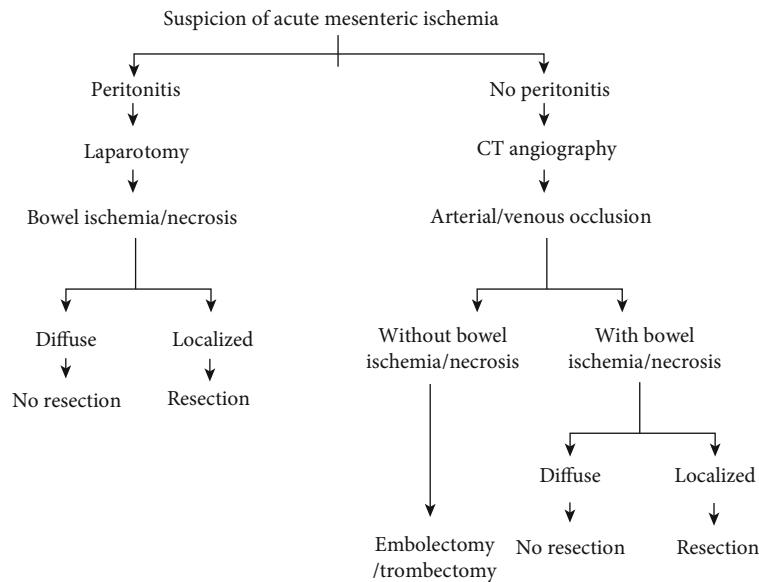 Suspicion of acute mesenteric ischemia
Peritonitis
No peritonitis
Laparotomy
CT angiography
Bowel ischemia/necrosis
Arterial/venous occlusion
Diffuse
Localized
Without bowel
ischemia/necrosis
With bowel
ischemia/necrosis
No resection
Resection
Diffuse
Localized
Embolectomy
/trombectomy
No resection
Resection